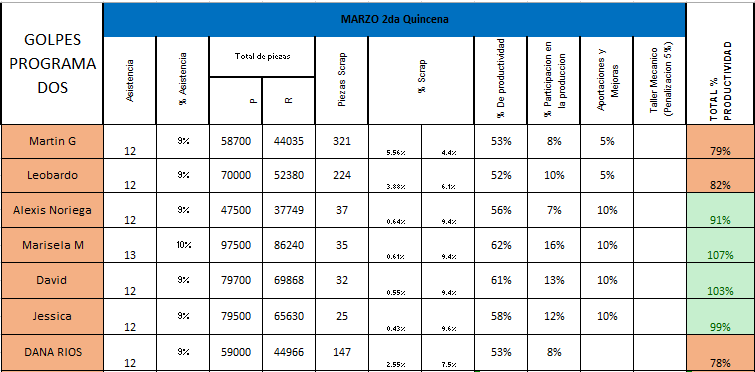 MARZO 2da Quincena
GOLPES PROGRAMADOS Asistencia % Asistencia Total de piezas P R Piezas Scrap % Scrap % De productividad % Participacion en la produccion Aportaciones y Mejoras Taller Mecanico (Penalizacion 5%) TOTAL % PRODUCTIVIDAD
Martin G 12 9% 58700 44035 321 5.56% 4.4% 53% 8% 5% 79%
Leobardo 12 9% 70000 52380 224 3.88% 6.1% 52% 10% 5% 82%
Alexis Noriega 12 9% 47500 37749 37 0.64% 9.4% 56% 7% 10% 91%
Marisela M 13 10% 97500 86240 35 0.61% 9.4% 62% 16% 10% 107%
David 12 9% 79700 69868 32 0.55% 9.4% 61% 13% 10% 103%
Jessica 12 9% 79500 65630 25 0.43% 9.6% 58% 12% 10% 99%
DANA RIOS 12 9% 59000 44966 147 2.55% 7.5% 53% 8% 78%